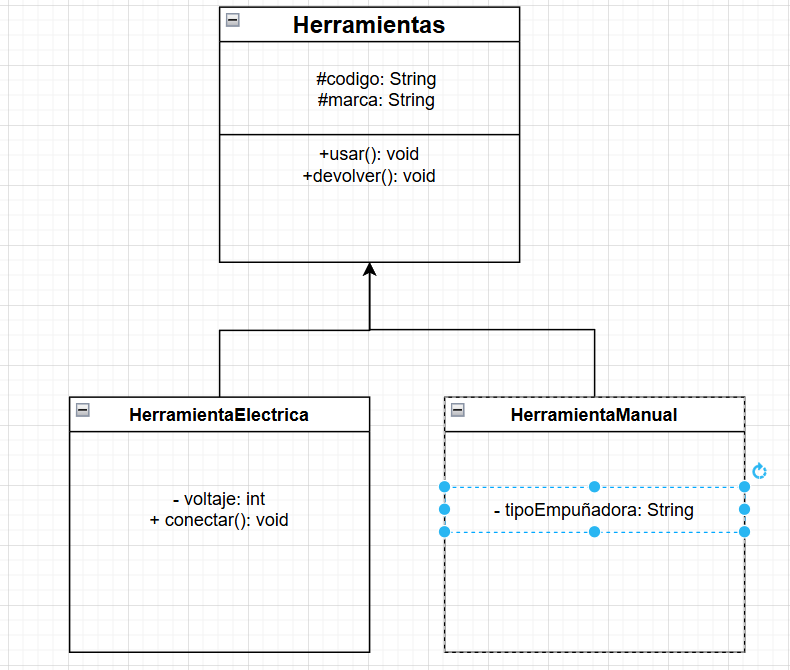 Herramientas
#codigo: String
#marca: String
+usar(): void
+devolver(): void
HerramientaElectrica
- voltaje: int
+ conectar(): void
HerramientaManual
- tipoEmpuñadora: String